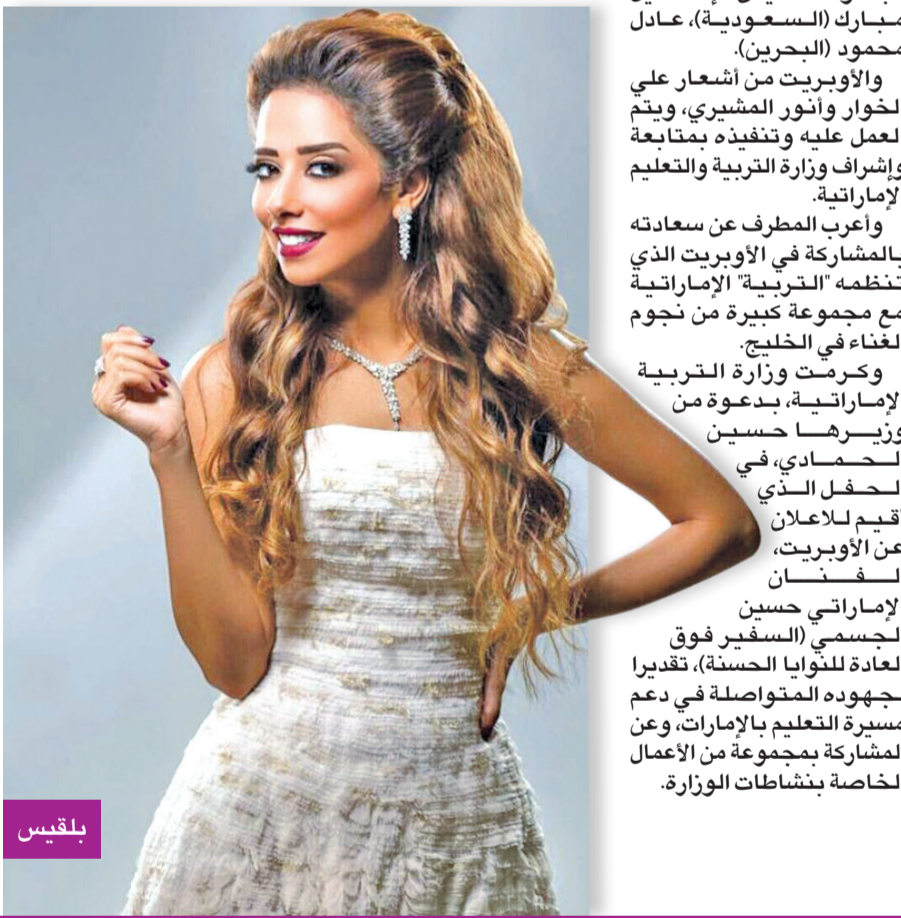 مبارك (السعودية)، عادل
محمود (البحرين).
والأوبريت من أشعار علي
لخوار وأنور المشيري، ويتم
لعمل عليه وتنفيذه بمتابعة
وإشراف وزارة التربية والتعليم
لإماراتية.
وأعرب المطرف عن سعادته
بالمشاركة في الأوبريت الذي
تنظمه "التربية" الإماراتية
مع مجموعة كبيرة من نجوم
لغناء في الخليج.
وكرمت وزارة التربية
لإماراتية، بدعوة من
وزيرها حسين
لحمادي، في
لحفل الذي
أقيم للاعلان
عن الأوبريت،
لفنان
لإماراتي حسين
لجسمي (السفير فوق
لعادة للنوايا الحسنة)، تقديرا
لجهوده المتواصلة في دعم
مسيرة التعليم بالإمارات، وعن
لمشاركة بمجموعة من الأعمال
لخاصة بنشاطات الوزارة.
بلقيس